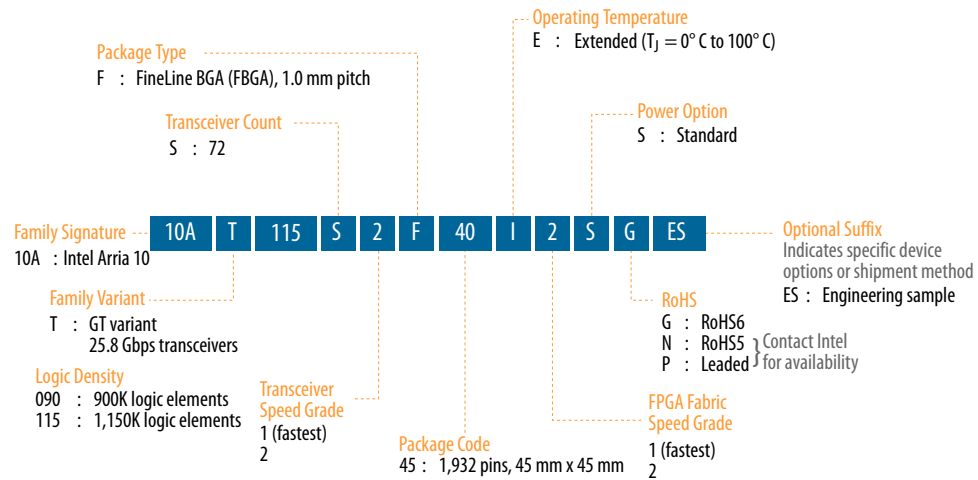 Operating Temperature
E : Extended (TJ = 0° C to 100° C)
Package Type
F : FineLine BGA (FBGA), 1.0 mm pitch
Transceiver Count
S : 72
Power Option
S : Standard
Family Signature
10A : Intel Arria 10
10A T 115 S 2 F 40 I 2 S G ES
Optional Suffix
Indicates specific device
options or shipment method
ES : Engineering sample
Family Variant
T : GT variant
25.8 Gbps transceivers
RoHS
G : RoHS6
N : RoHS5
P : Leaded
} Contact Intel
for availability
Logic Density
090 : 900K logic elements
115 : 1,150K logic elements
Transceiver
Speed Grade
1 (fastest)
2
Package Code
45 : 1,932 pins, 45 mm x 45 mm
FPGA Fabric
Speed Grade
1 (fastest)
2